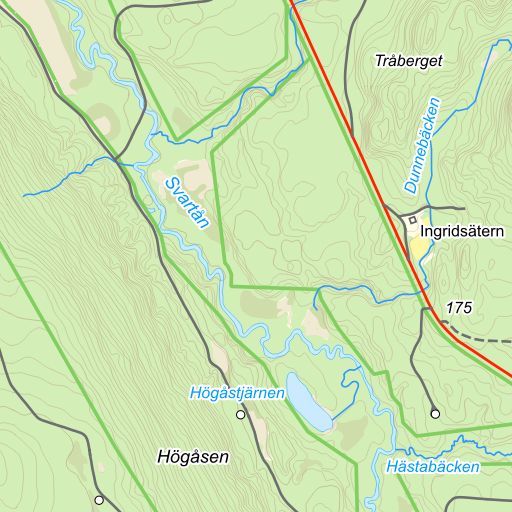 Tråberget
Dunnebäcken
Svartån
Ingridsätern
175
Högåstjärnen
Högåsen
Hästabäcken